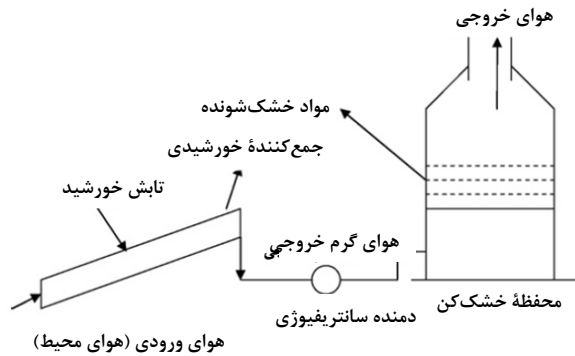 هوای خروجی
مواد خشک‌شونده
جمع‌کنندهٔ خورشیدی
تابش خورشید
هوای گرم خروجی
محفظهٔ خشک‌کن
دمنده سانتریفیوژی
هوای ورودی (هوای محیط)